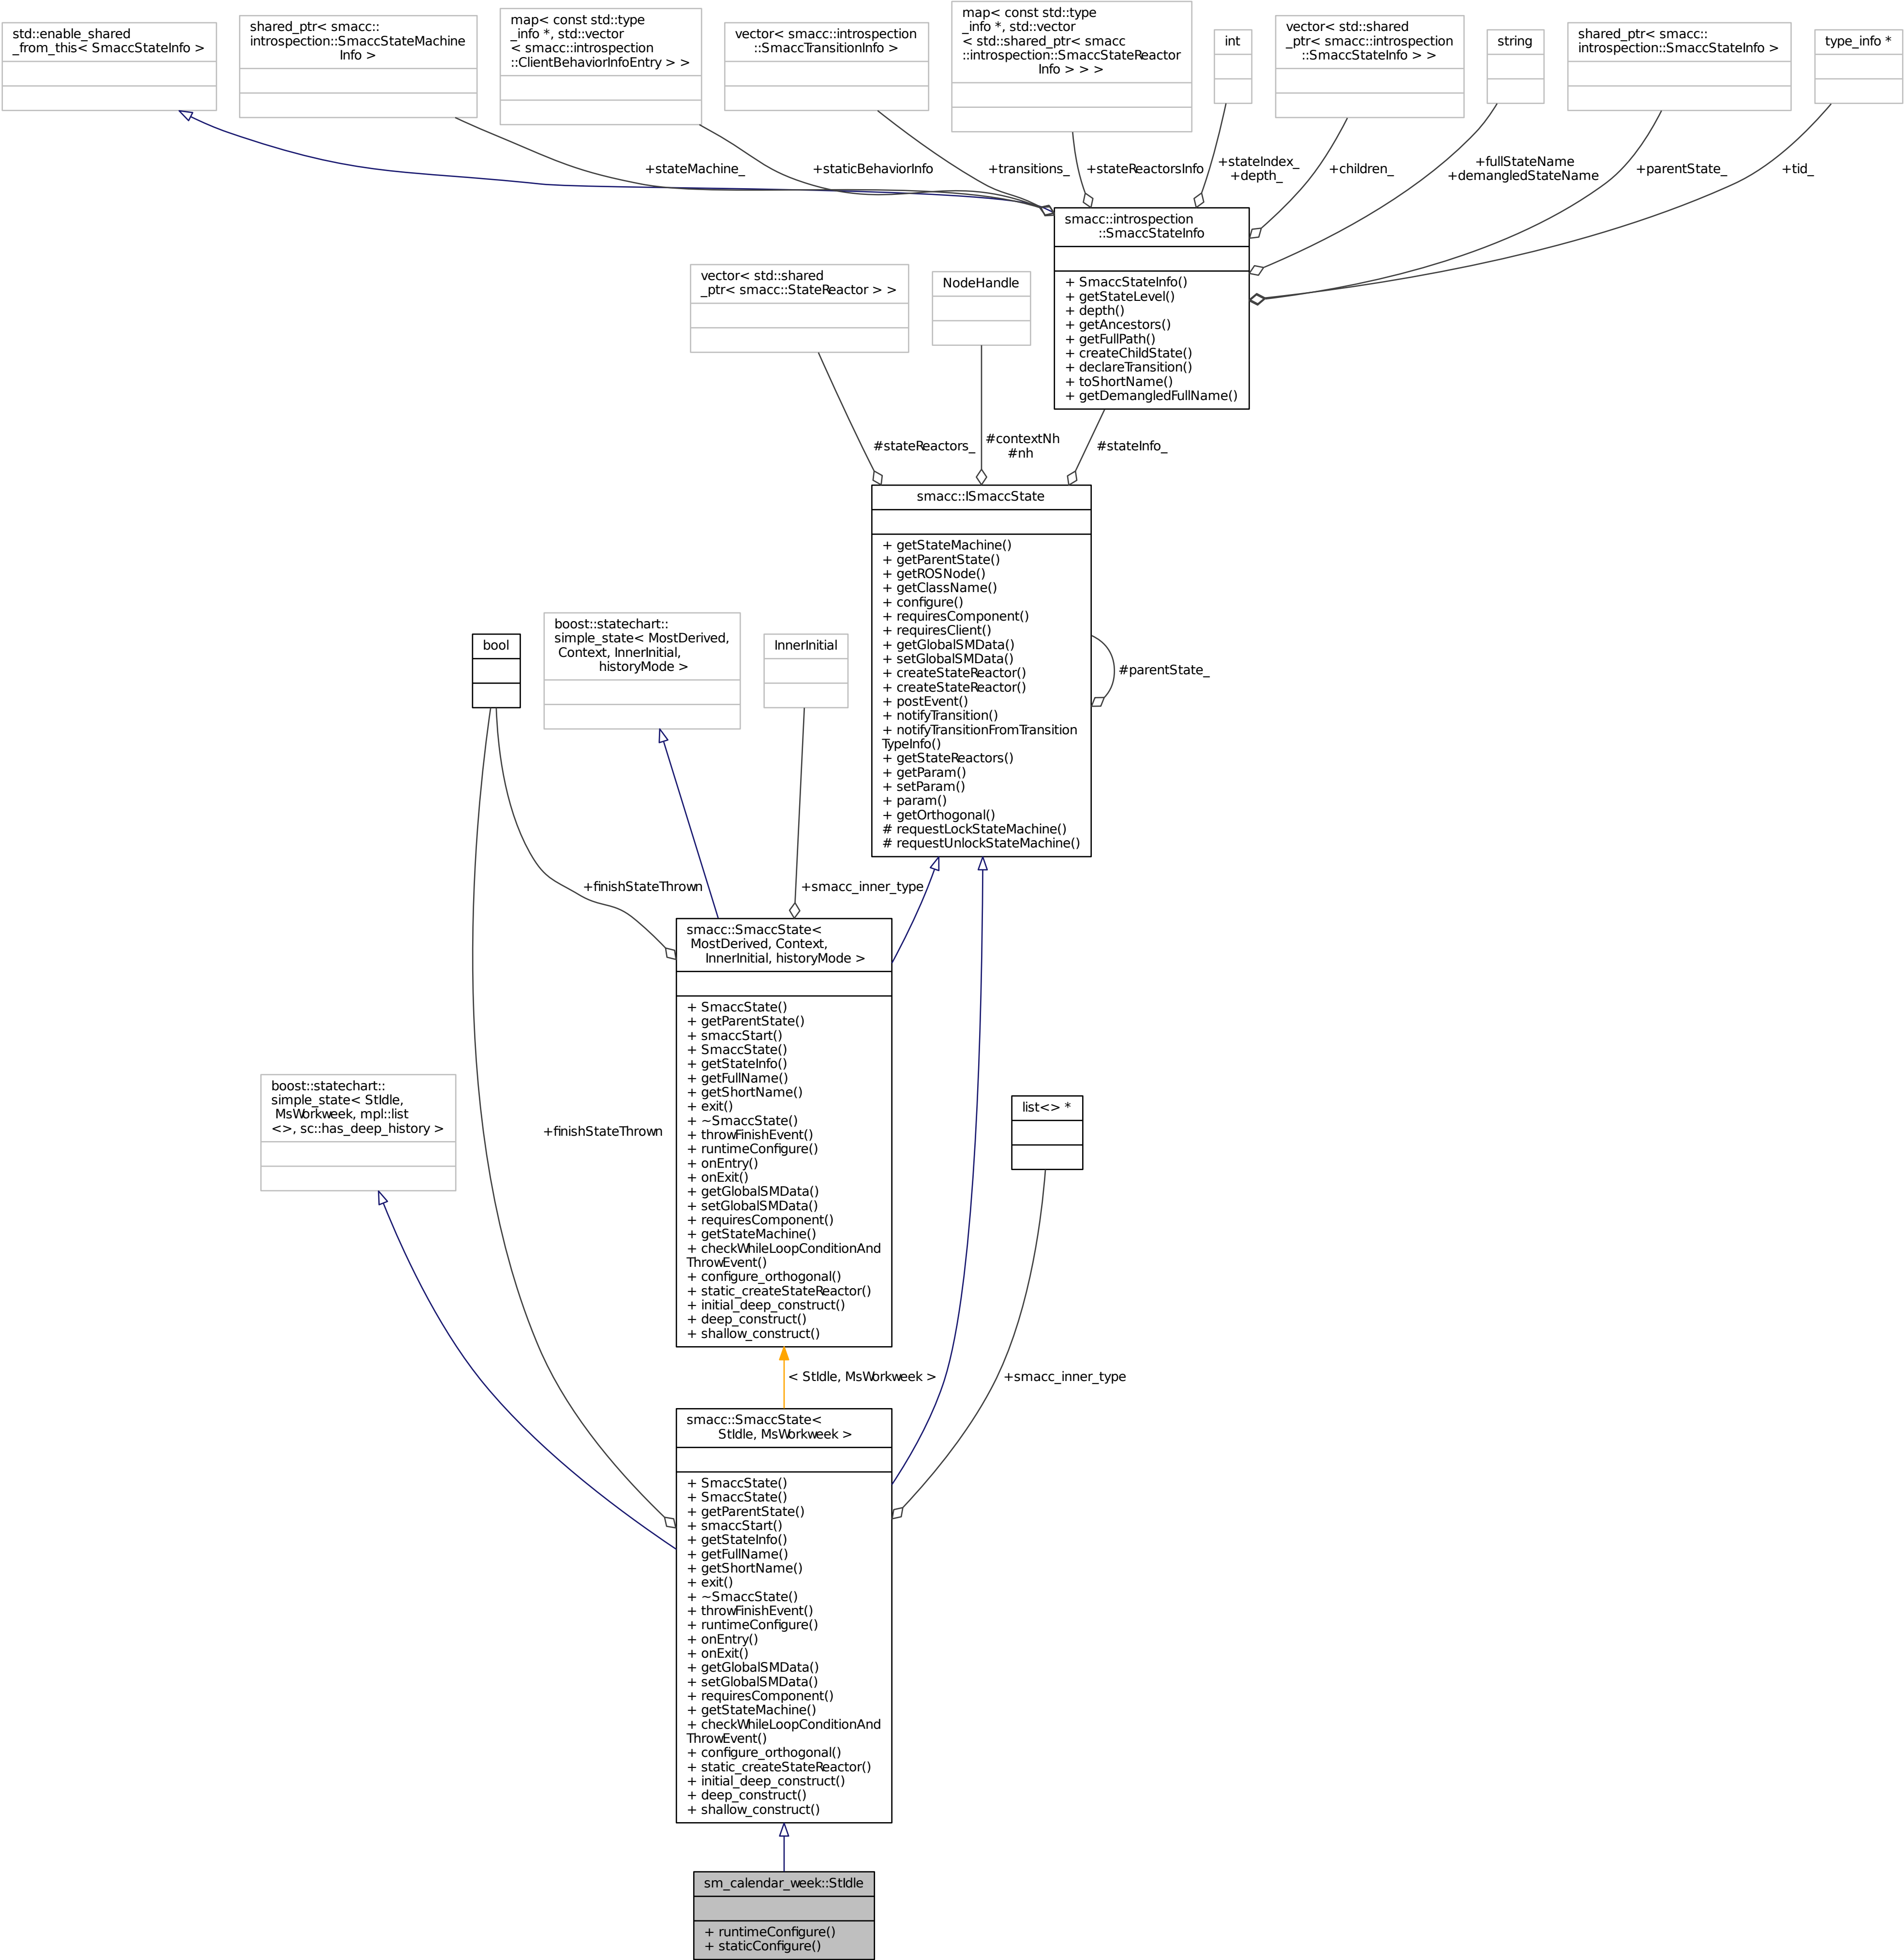 std::enable_shared
_from_this< SmaccStateInfo >
shared_ptr< smacc::
introspection::SmaccStateMachine
Info >
map< const std::type
_info *, std::vector
< smacc::introspection
::ClientBehaviorInfoEntry > >
vector< smacc::introspection
::SmaccTransitionInfo >
map< const std::type
_info *, std::vector
< std::shared_ptr< smacc
::introspection::SmaccStateReactor
Info > > >
int
vector< std::shared
_ptr< smacc::introspection
::SmaccStateInfo > >
string
shared_ptr< smacc::
introspection::SmaccStateInfo >
type_info *
+stateMachine_
+staticBehaviorInfo
+transitions_
+stateReactorsInfo
+stateIndex_
+depth_
+children_
+fullStateName
+demangledStateName
+parentState_
+tid_
smacc::introspection
::SmaccStateInfo
+ SmaccStateInfo()
+ getStateLevel()
+ depth()
+ getAncestors()
+ getFullPath()
+ createChildState()
+ declareTransition()
+ toShortName()
+ getDemangledFullName()
vector< std::shared
_ptr< smacc::StateReactor > >
NodeHandle
#stateReactors_
#contextNh
#nh
#stateInfo_
smacc::ISmaccState
+ getStateMachine()
+ getParentState()
+ getROSNode()
+ getClassName()
+ configure()
+ requiresComponent()
+ requiresClient()
+ getGlobalSMData()
+ setGlobalSMData()
+ createStateReactor()
+ createStateReactor()
+ postEvent()
+ notifyTransition()
+ notifyTransitionFromTransition
TypeInfo()
+ getStateReactors()
+ getParam()
+ setParam()
+ param()
+ getOrthogonal()
# requestLockStateMachine()
# requestUnlockStateMachine()
#parentState_
bool
boost::statechart::
simple_state< MostDerived,
Context, InnerInitial,
historyMode >
InnerInitial
+finishStateThrown
+smacc_inner_type
smacc::SmaccState<
MostDerived, Context,
InnerInitial, historyMode >
+ SmaccState()
+ getParentState()
+ smaccStart()
+ SmaccState()
+ getStateInfo()
+ getFullName()
+ getShortName()
+ exit()
+ ~SmaccState()
+ throwFinishEvent()
+ runtimeConfigure()
+ onEntry()
+ onExit()
+ getGlobalSMData()
+ setGlobalSMData()
+ requiresComponent()
+ getStateMachine()
+ checkWhileLoopConditionAnd
ThrowEvent()
+ configure_orthogonal()
+ static_createStateReactor()
+ initial_deep_construct()
+ deep_construct()
+ shallow_construct()
boost::statechart::
simple_state< StIdle,
MsWorkweek, mpl::list
<>, sc::has_deep_history >
+finishStateThrown
list<> *
< StIdle, MsWorkweek >
+smacc_inner_type
smacc::SmaccState<
StIdle, MsWorkweek >
+ SmaccState()
+ SmaccState()
+ getParentState()
+ smaccStart()
+ getStateInfo()
+ getFullName()
+ getShortName()
+ exit()
+ ~SmaccState()
+ throwFinishEvent()
+ runtimeConfigure()
+ onEntry()
+ onExit()
+ getGlobalSMData()
+ setGlobalSMData()
+ requiresComponent()
+ getStateMachine()
+ checkWhileLoopConditionAnd
ThrowEvent()
+ configure_orthogonal()
+ static_createStateReactor()
+ initial_deep_construct()
+ deep_construct()
+ shallow_construct()
sm_calendar_week::StIdle
+ runtimeConfigure()
+ staticConfigure()